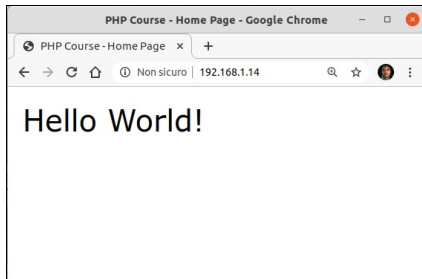 PHP Course - Home Page - Google Chrome
PHP Course - Home Page
Non sicuro | 192.168.1.14
Hello World!